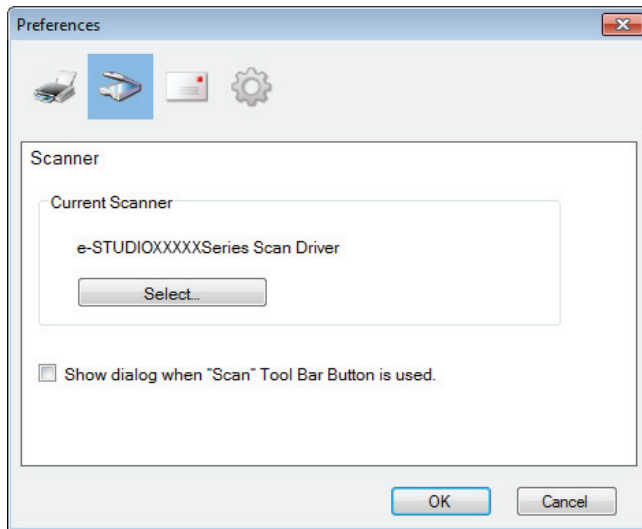 Preferences
Scanner
Current Scanner
e-STUDIOXXXXXSeries Scan Driver
Select...
Show dialog when "Scan" Tool Bar Button is used.
OK
Cancel